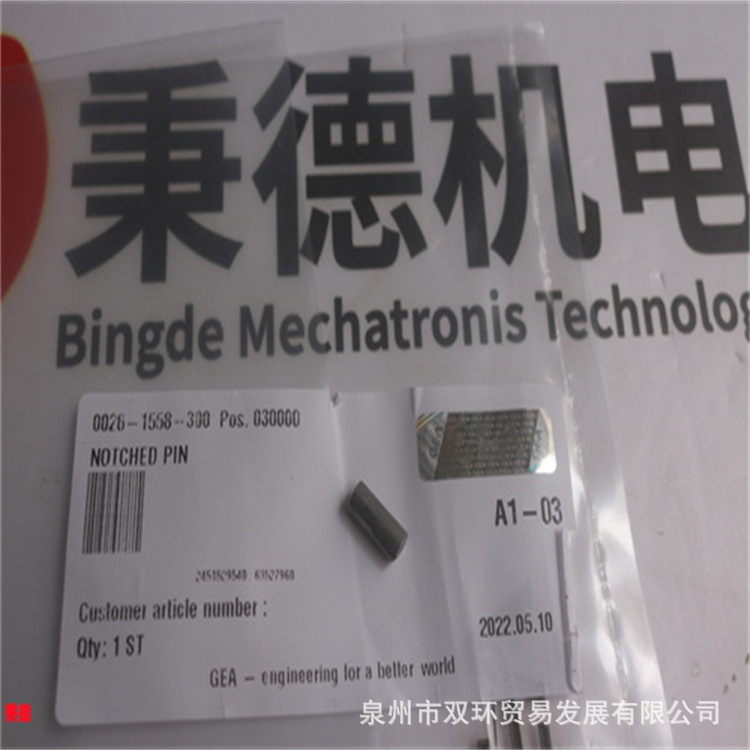 秉德机电
Bingde Mechatronis Technolog
0026-1558-300 Pos. 030000
NOTCHED PIN
A1-03
Customer article number :
2022.05.10
Qty: 1 ST
GEA - engineering for a better world
秉德
泉州市双环贸易发展有限公司